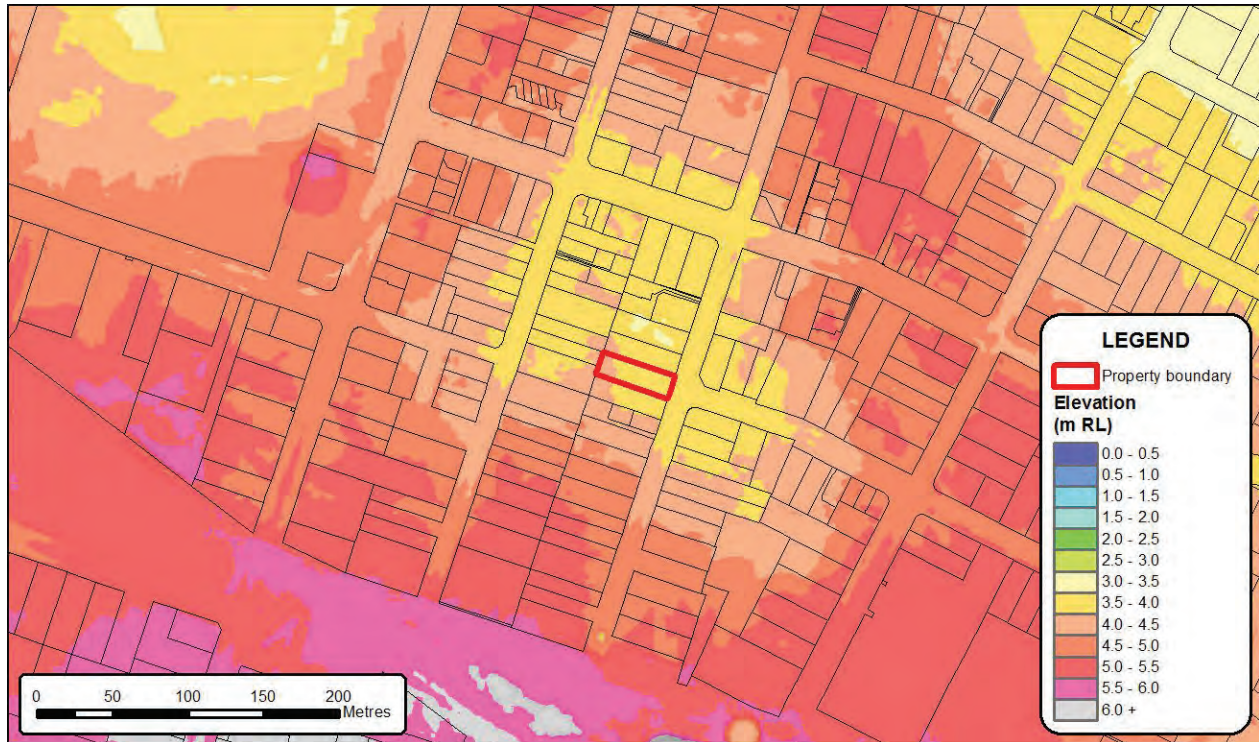 LEGEND
Property boundary
Elevation
(m RL)
0.0 - 0.5
0.5 - 1.0
1.0 - 1.5
1.5 - 2.0
2.0 - 2.5
2.5 - 3.0
3.0 - 3.5
3.5 - 4.0
4.0 - 4.5
4.5 - 5.0
5.0 - 5.5
5.5 - 6.0
6.0 +
0 50 100 150 200
Metres